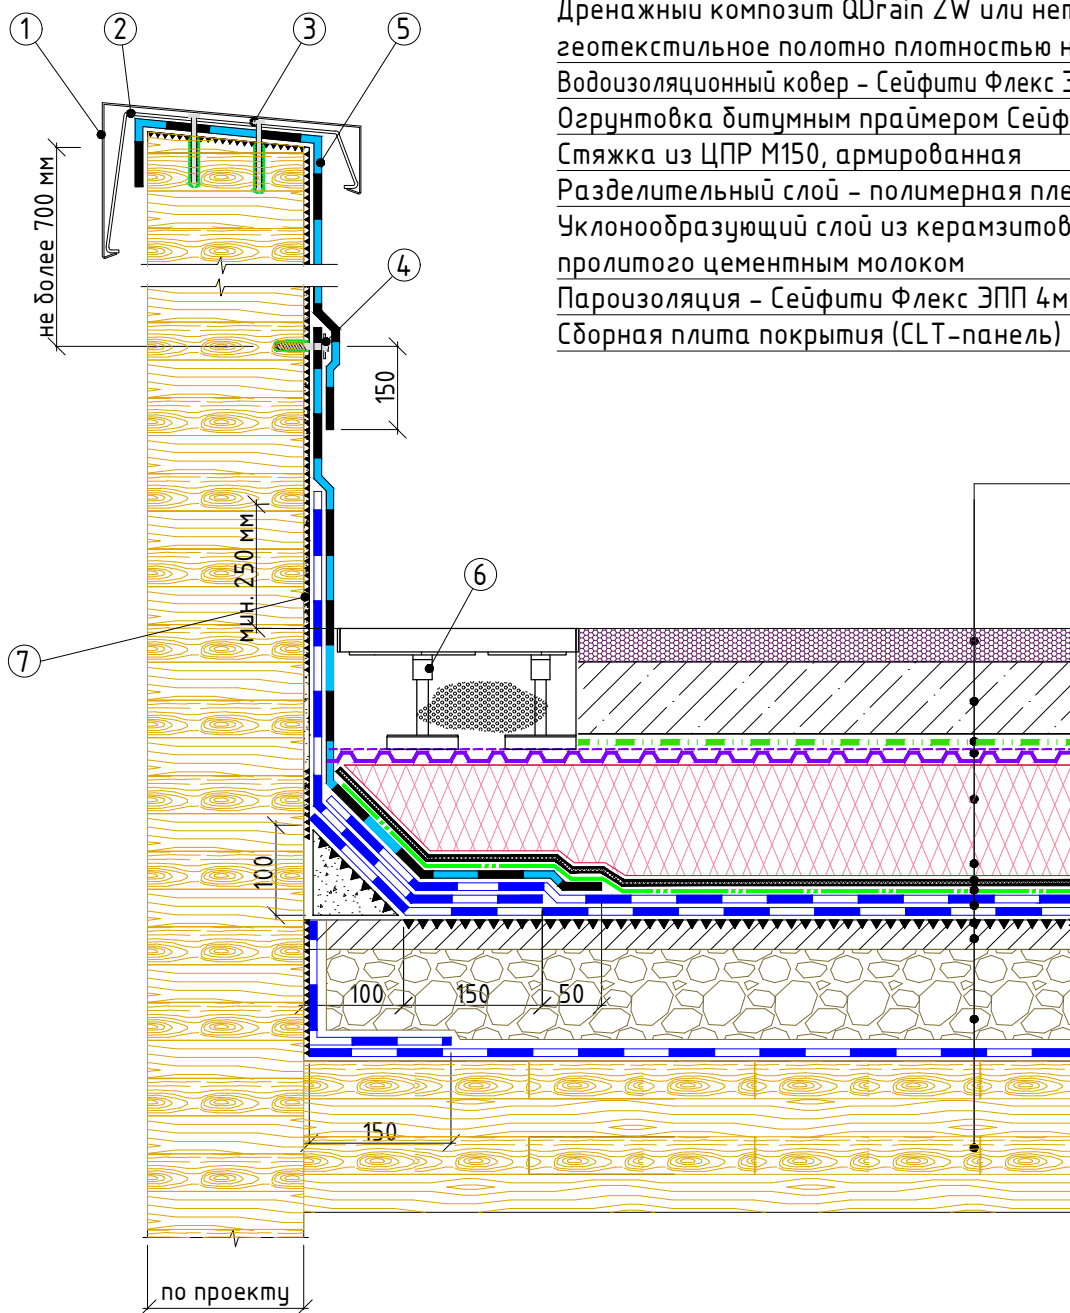 1 2 3 5
Дренажный композит QDrain ZW или
геотекстильное полотно плотностью
Водоизоляционный ковер - Сейфити Флекс
Огрунтовка битумным праймером
Стяжка из ЦПР М150, армированная
Разделительный слой - полимерная
Уклонообразующий слой из
пролитого цементным молоком
Пароизоляция - Сейфити Флекс ЭПП
Сборная плита покрытия (CLT-панель)
не более 700 мм
4
150
мин. 250 мм
6
7
100
100 150 50
150
по проекту